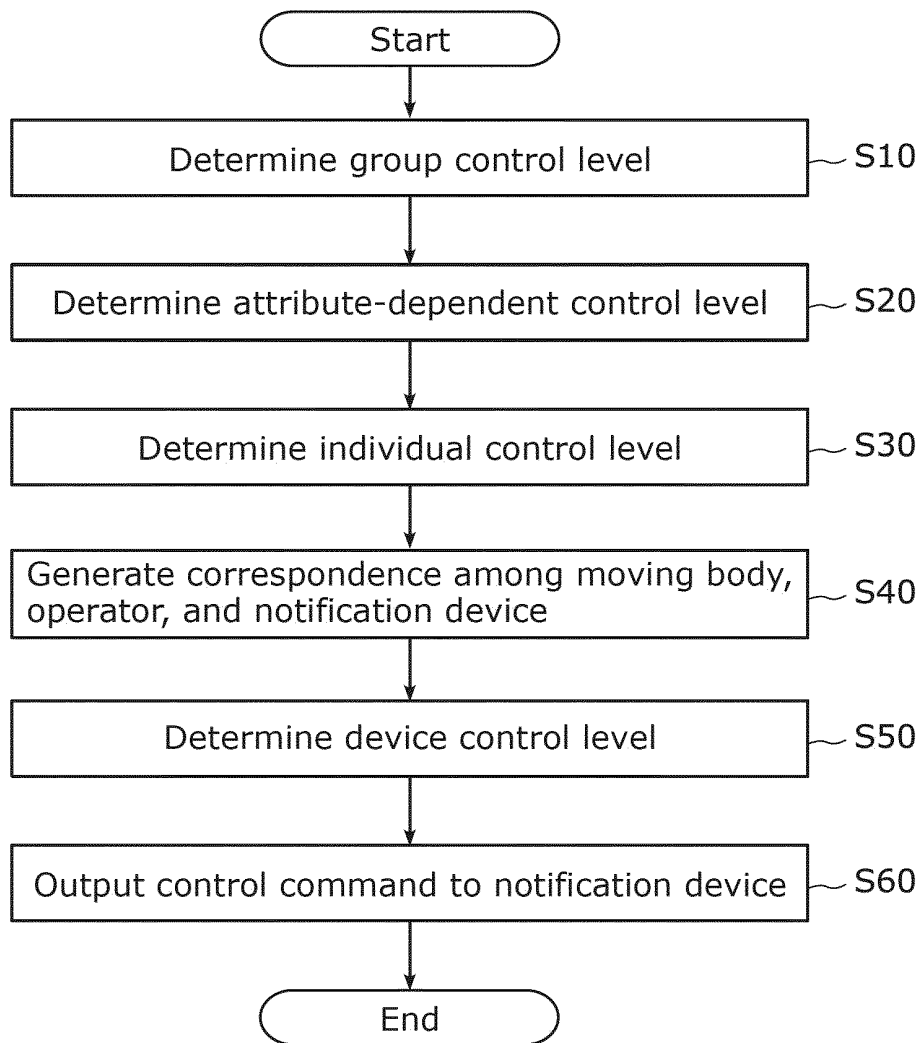 Start
Determine group control level
S10
Determine attribute-dependent control level
S20
Determine individual control level
S30
Generate correspondence among moving body,
operator, and notification device
S40
Determine device control level
S50
Output control command to notification device
S60
End